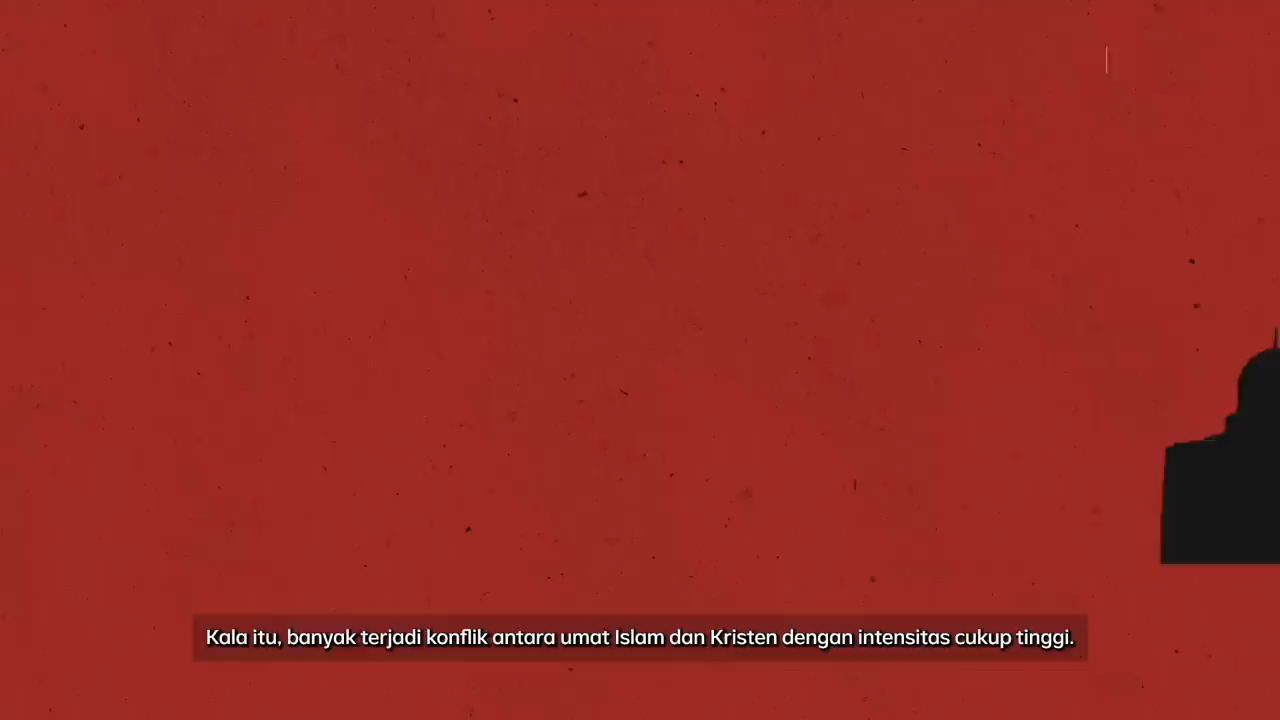 Kala itu, banyak terjadi konflik antara umat Islam dan Kristen dengan intensitas cukup tinggi.